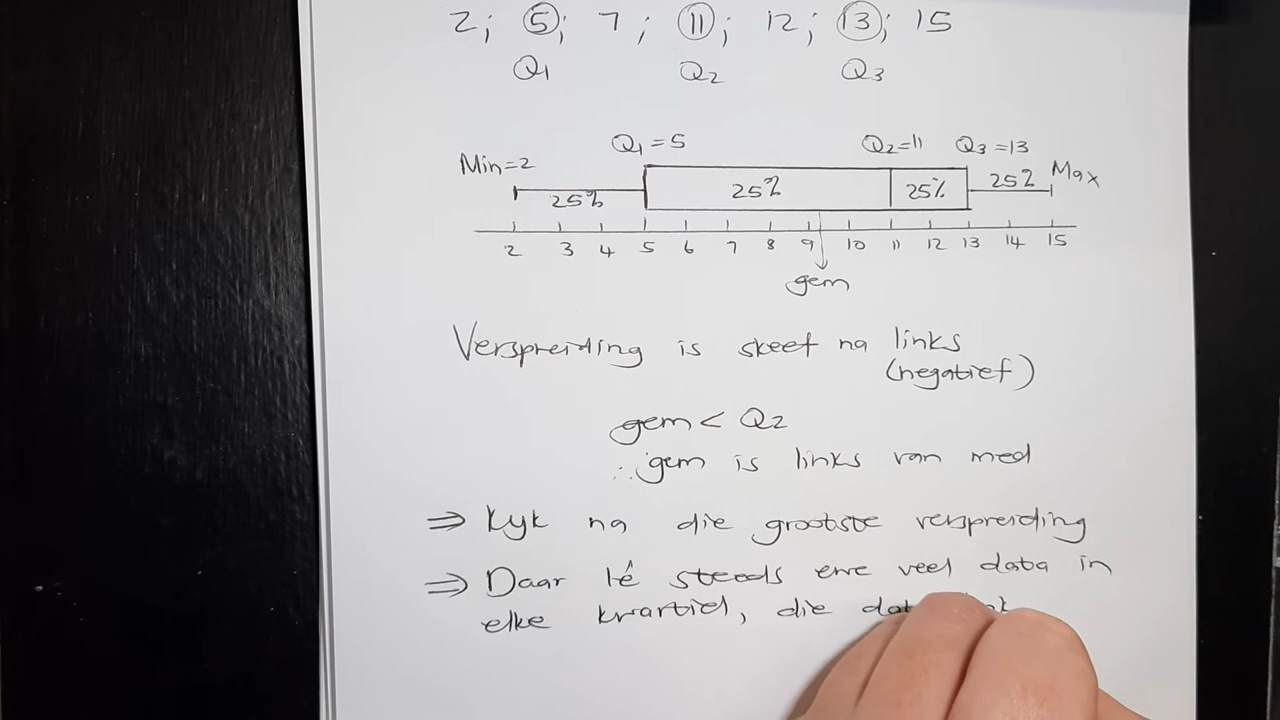 2; 5; 7; 11; 12; 13; 15
Q1 Q2 Q3
Q1=5 Q2=11 Q3=13
Min=2 Max
25% 25% 25% 25%
2 3 4 5 6 7 8 9 10 11 12 13 14 15
gem
Verspreiding is skeef na links
(negatief)
gem < Q2
∴ gem is links van med
⇒ Kyk na die grootste verspreiding
⇒ Daar lé steeds ewe veel data in
elke kwartiel, die